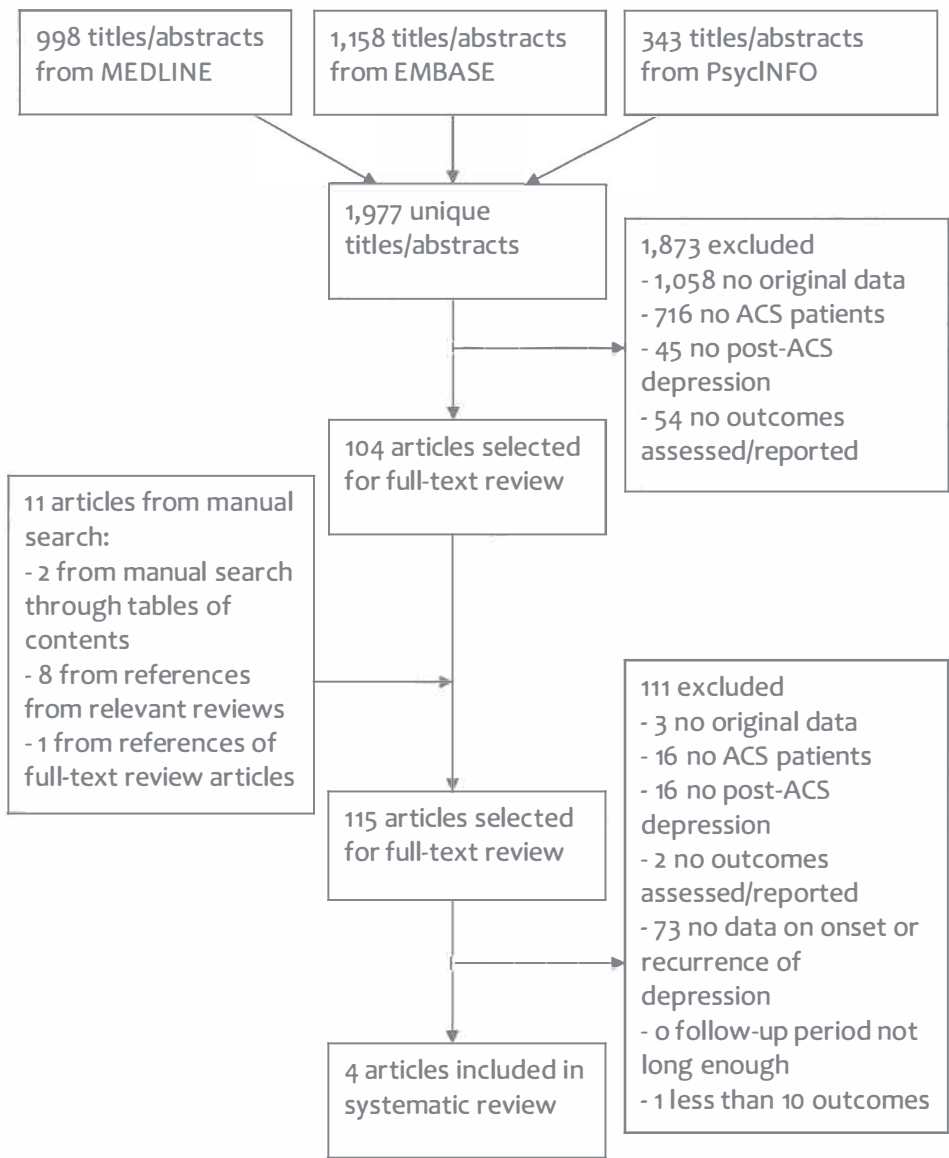 998 titles/abstracts
from MEDLINE
1,158 titles/abstracts
from EMBASE
343 titles/abstracts
from PsycINFO
1,977 unique
titles/abstracts
1,873 excluded
- 1,058 no original data
- 716 no ACS patients
- 45 no post-ACS
depression
- 54 no outcomes
assessed/reported
104 articles selected
for full-text review
11 articles from manual
search:
- 2 from manual search
through tables of
contents
- 8 from references
from relevant reviews
- 1 from references of
full-text review articles
115 articles selected
for full-text review
111 excluded
- 3 no original data
- 16 no ACS patients
- 16 no post-ACS
depression
- 2 no outcomes
assessed/reported
- 73 no data on onset or
recurrence of
depression
- 0 follow-up period not
long enough
- 1 less than 10 outcomes
4 articles included in
systematic review